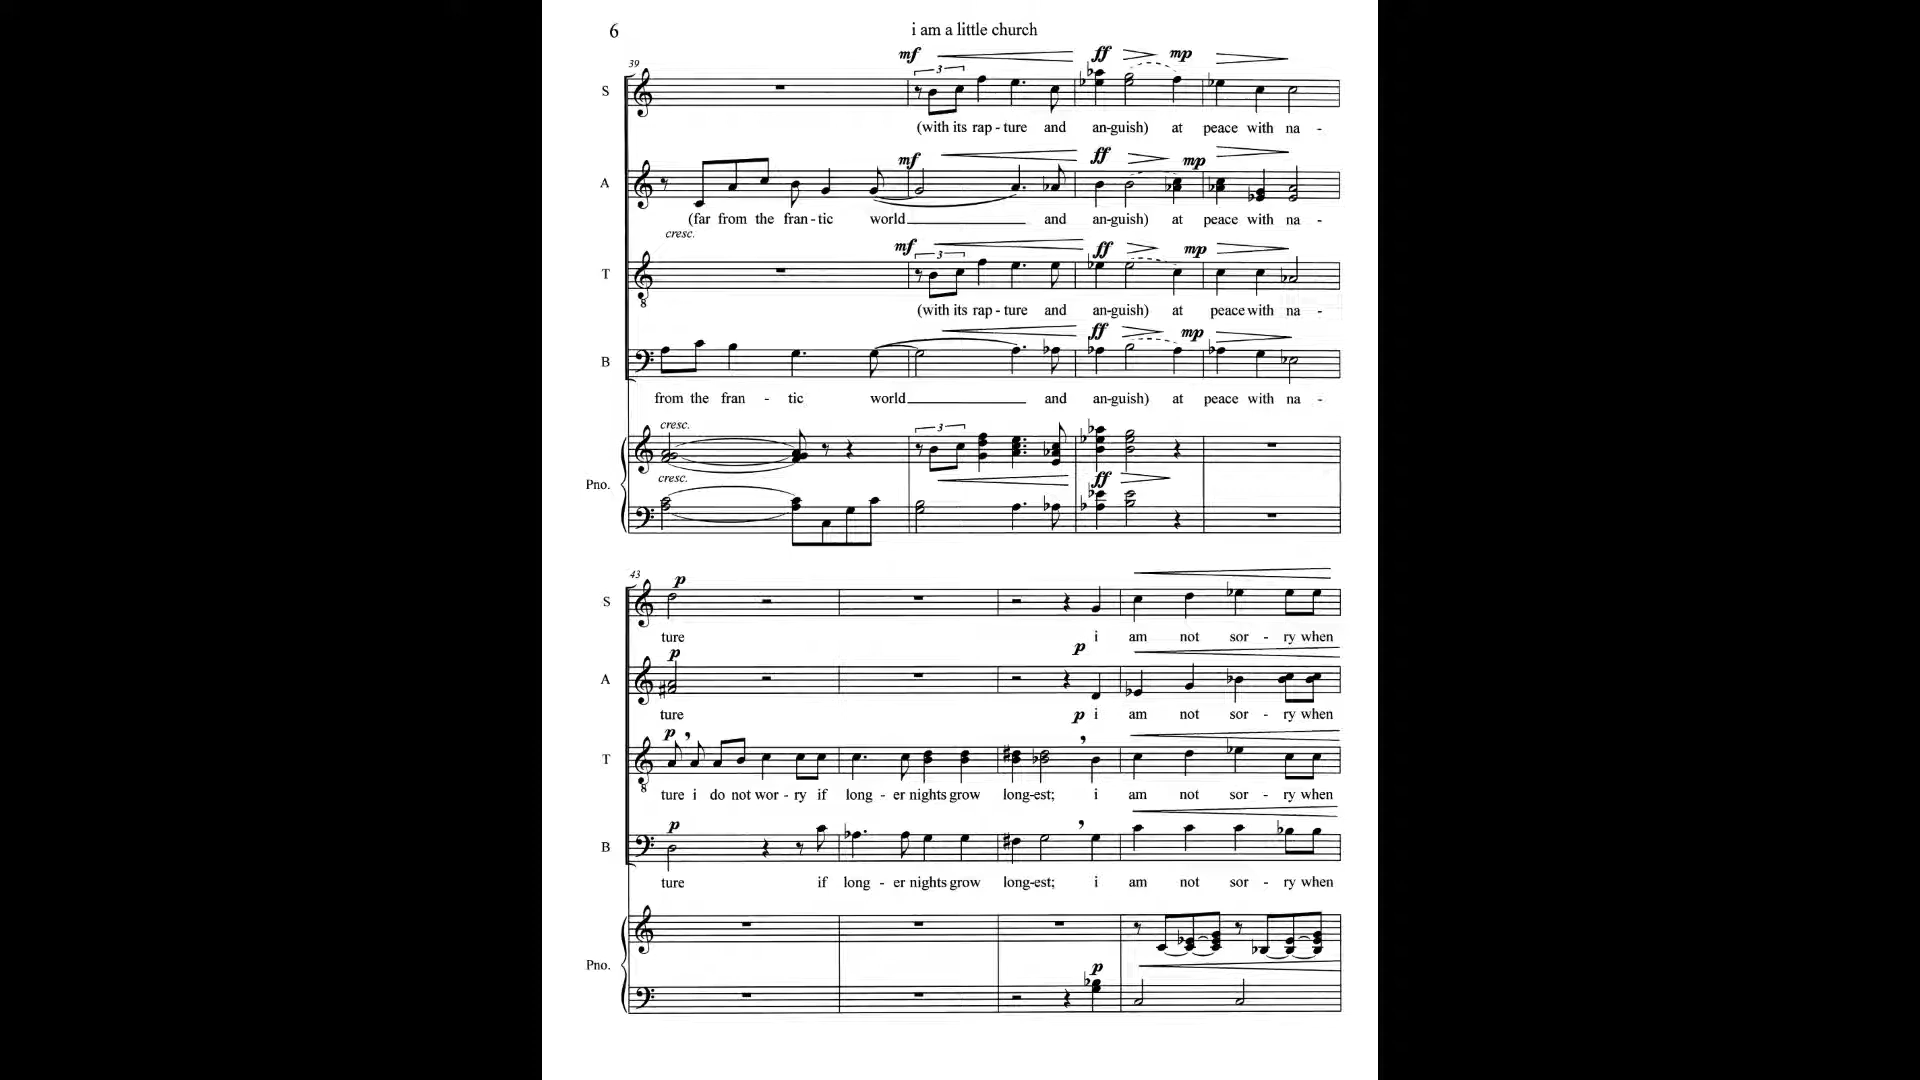 6
i am a little church
39
mf ff mp
3
S
(with its rap - ture and an-guish) at peace with na -
mf ff mp
A
(far from the fran - tic world and an-guish) at peace with na -
cresc.
mf ff mp
3
T
8
(with its rap - ture and an-guish) at peace with na -
ff mp
B
from the fran - tic world and an-guish) at peace with na -
cresc.
3
cresc.
ff
Pno.
43
p
S
ture i am not sor - ry when
p p
A
ture i am not sor - ry when
p p
T
8
ture i do not wor - ry if long - er nights grow long-est; i am not sor - ry when
p
B
ture if long - er nights grow long-est; i am not sor - ry when
Pno.
p